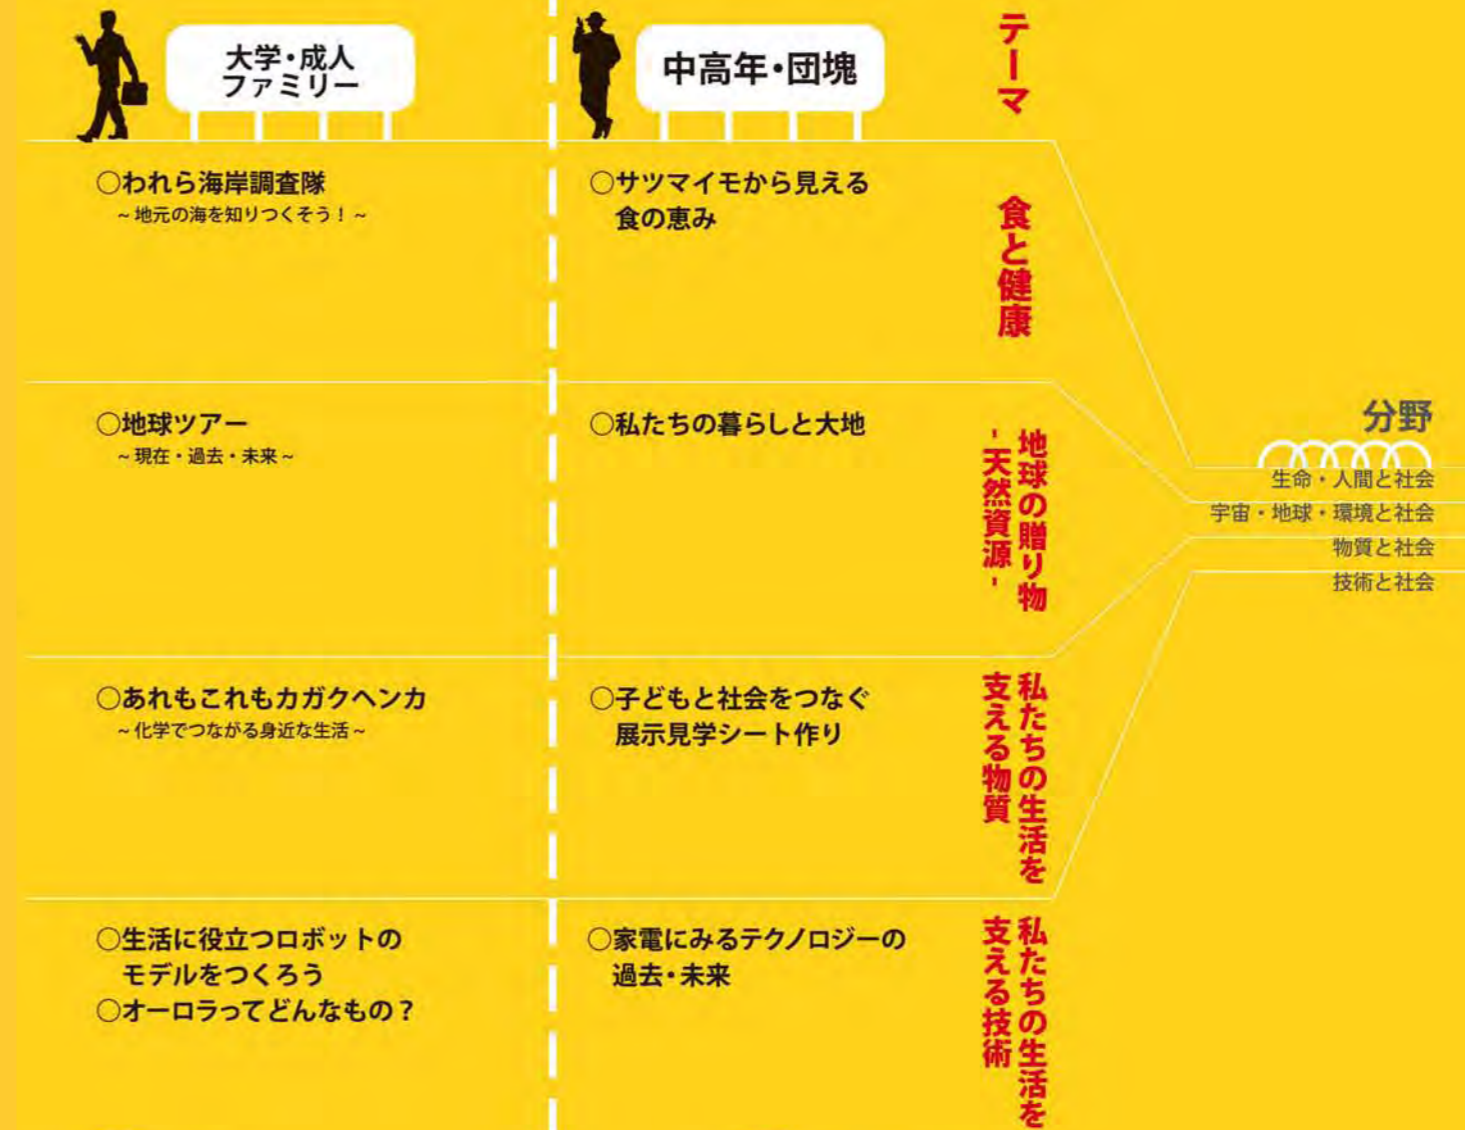 大学・成人
ファミリー
中高年・団塊
テーマ
○われら海岸調査隊
～地元の海を知りつくそう！～
○サツマイモから見える
食の恵み
食と健康
○地球ツアー
～現在・過去・未来～
○私たちの暮らしと大地
地球の贈り物
-天然資源-
分野
生命・人間と社会
宇宙・地球・環境と社会
物質と社会
技術と社会
○あれもこれもカガクヘンカ
～化学でつながる身近な生活～
○子どもと社会をつなぐ
展示見学シート作り
私たちの生活を
支える物質
○生活に役立つロボットの
モデルをつくろう
○オーロラってどんなもの？
○家電にみるテクノロジーの
過去・未来
私たちの生活を
支える技術